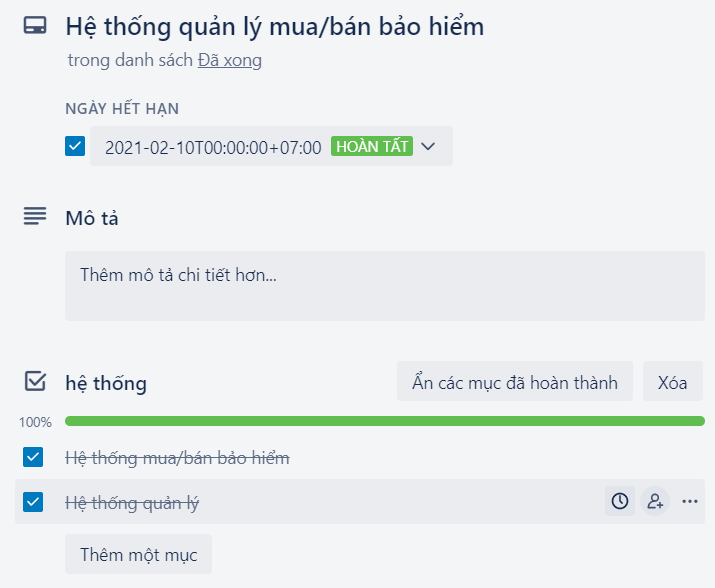 Hệ thống quản lý mua/bán bảo hiểm
trong danh sách Đã xong
NGÀY HẾT HẠN
2021-02-10T00:00:00+07:00 HOÀN TẤT
Mô tả
Thêm mô tả chi tiết hơn...
hệ thống Ẩn các mục đã hoàn thành Xóa
100%
Hệ thống mua/bán bảo hiểm
Hệ thống quản lý
Thêm một mục